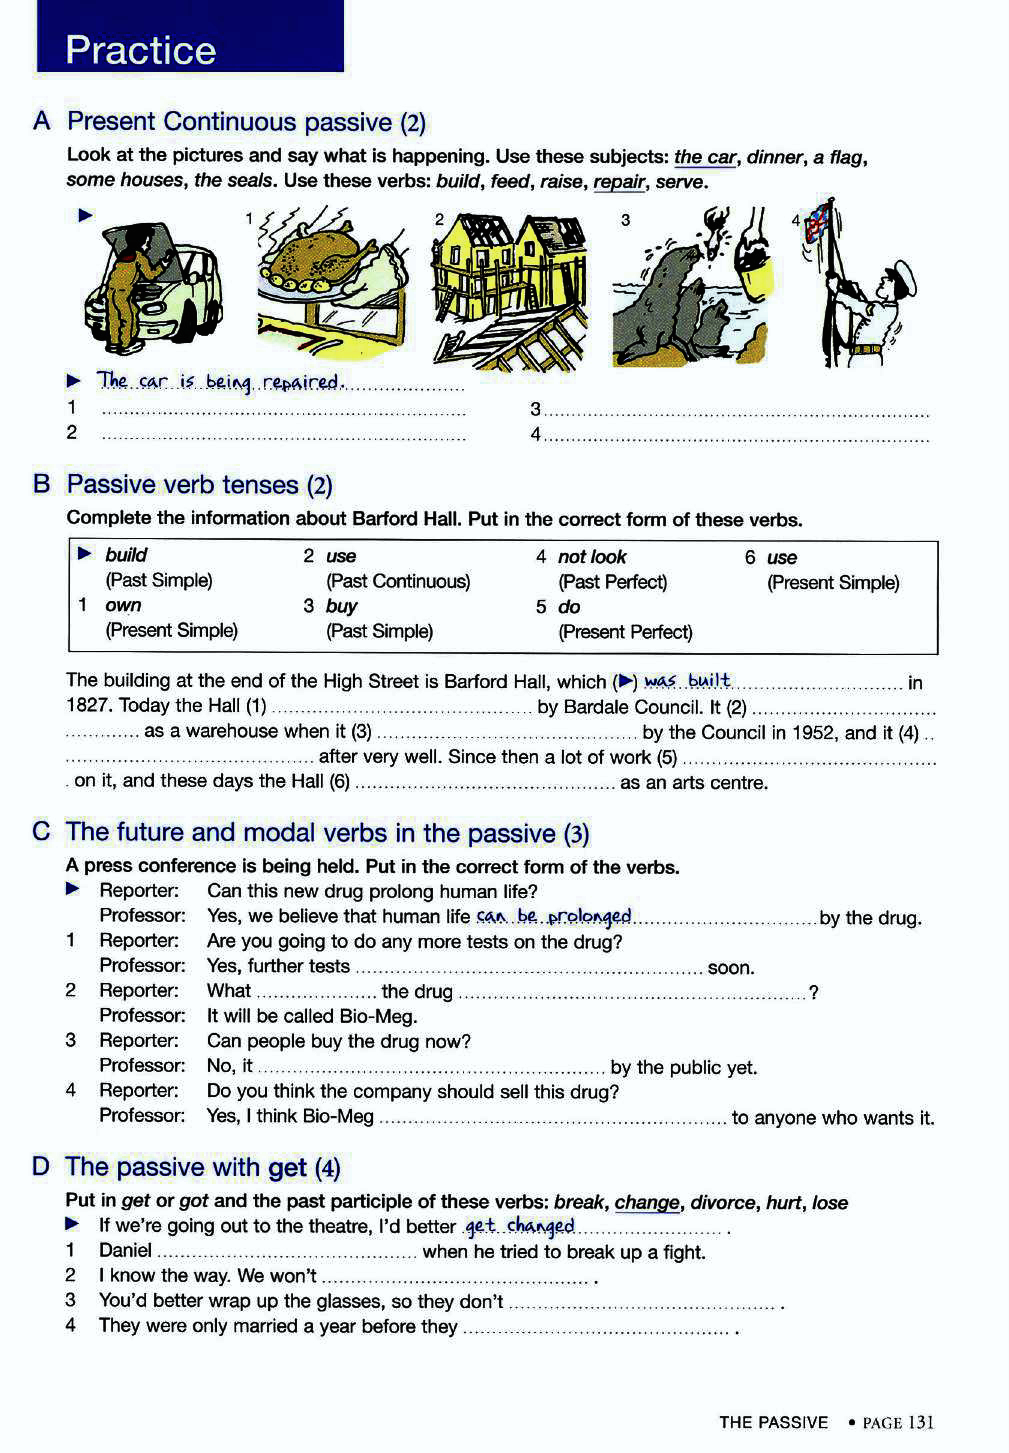 Practice
A Present Continuous passive (2)
Look at the pictures and say what is happening. Use these subjects: the car, dinner, a flag,
some houses, the seals. Use these verbs: build, feed, raise, repair, serve.
▶ 1 2 3 4
▶ The car is being repaired.
1 ........ 3 ........
2 ........ 4 ........
B Passive verb tenses (2)
Complete the information about Barford Hall. Put in the correct form of these verbs.
▶ build 2 use 4 not look 6 use
(Past Simple) (Past Continuous) (Past Perfect) (Present Simple)
1 own 3 buy 5 do
(Present Simple) (Past Simple) (Present Perfect)
The building at the end of the High Street is Barford Hall, which (▶) was built ........ in
1827. Today the Hall (1) ........ by Bardale Council. It (2) ........
........ as a warehouse when it (3) ........ by the Council in 1952, and it (4) ..
........ after very well. Since then a lot of work (5) ........
. on it, and these days the Hall (6) ........ as an arts centre.
C The future and modal verbs in the passive (3)
A press conference is being held. Put in the correct form of the verbs.
▶ Reporter: Can this new drug prolong human life?
Professor: Yes, we believe that human life can be prolonged ........ by the drug.
1 Reporter: Are you going to do any more tests on the drug?
Professor: Yes, further tests ........ soon.
2 Reporter: What ........ the drug ........ ?
Professor: It will be called Bio-Meg.
3 Reporter: Can people buy the drug now?
Professor: No, it ........ by the public yet.
4 Reporter: Do you think the company should sell this drug?
Professor: Yes, I think Bio-Meg ........ to anyone who wants it.
D The passive with get (4)
Put in get or got and the past participle of these verbs: break, change, divorce, hurt, lose
▶ If we're going out to the theatre, I'd better get changed ........ .
1 Daniel ........ when he tried to break up a fight.
2 I know the way. We won't ........ .
3 You'd better wrap up the glasses, so they don't ........ .
4 They were only married a year before they ........ .
THE PASSIVE • PAGE 131